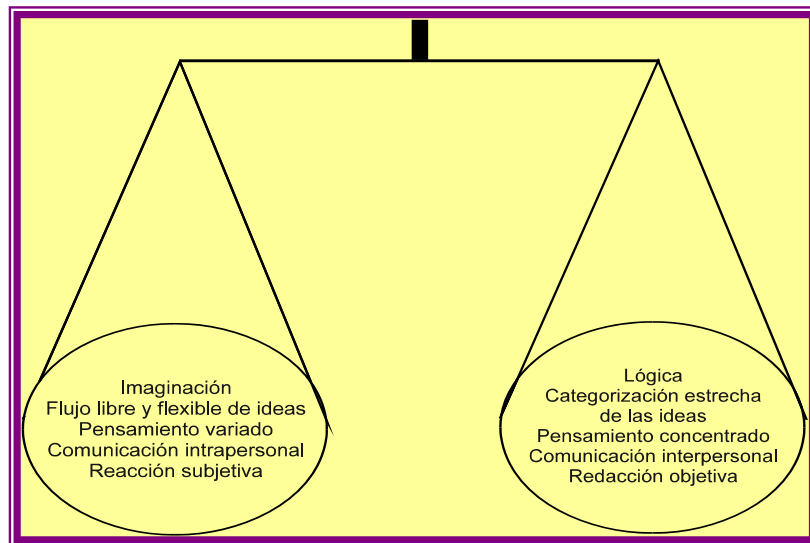 Imaginación
Flujo libre y flexible de ideas
Pensamiento variado
Comunicación intrapersonal
Reacción subjetiva
Lógica
Categorización estrecha
de las ideas
Pensamiento concentrado
Comunicación interpersonal
Redacción objetiva